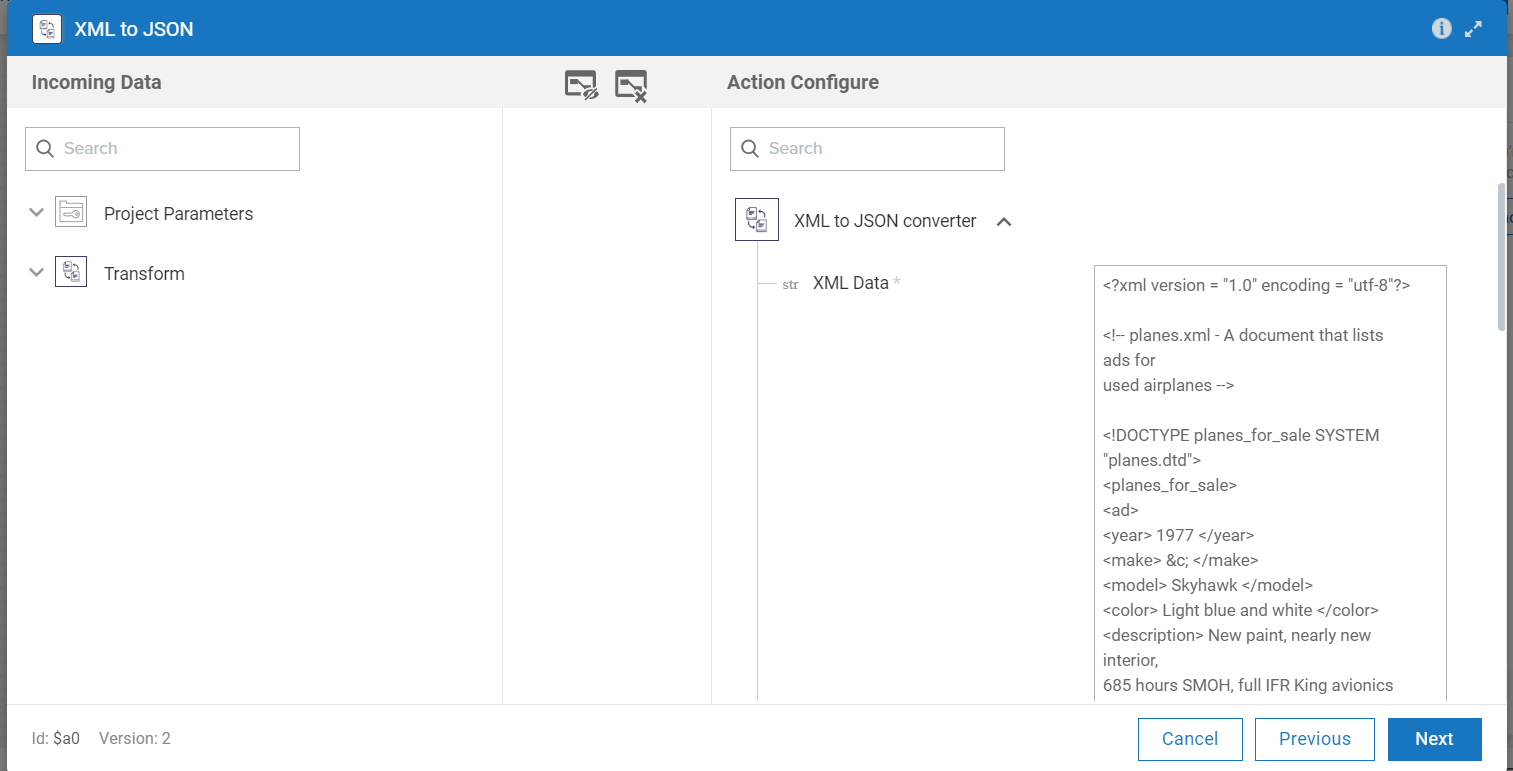 XML to JSON
Incoming Data
Action Configure
Search
Search
Project Parameters
Transform
XML to JSON converter
str XML Data *
<?xml version = "1.0" encoding = "utf-8"?>
<!-- planes.xml - A document that lists
ads for
used airplanes -->
<!DOCTYPE planes_for_sale SYSTEM
"planes.dtd">
<planes_for_sale>
<ad>
<year> 1977 </year>
<make> &c; </make>
<model> Skyhawk </model>
<color> Light blue and white </color>
<description> New paint, nearly new
interior,
685 hours SMOH, full IFR King avionics
Id: $a0 Version: 2
Cancel
Previous
Next